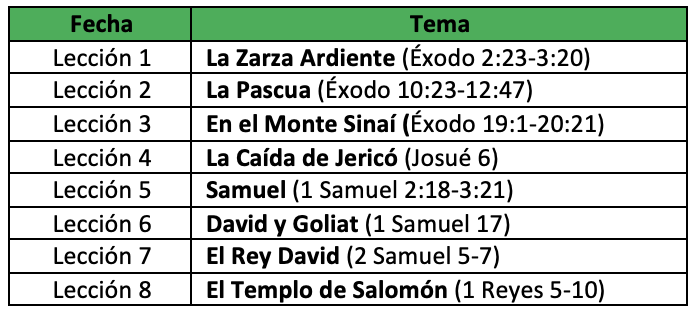 Fecha Tema
Lección 1 La Zarza Ardiente (Éxodo 2:23-3:20)
Lección 2 La Pascua (Éxodo 10:23-12:47)
Lección 3 En el Monte Sinaí (Éxodo 19:1-20:21)
Lección 4 La Caída de Jericó (Josué 6)
Lección 5 Samuel (1 Samuel 2:18-3:21)
Lección 6 David y Goliat (1 Samuel 17)
Lección 7 El Rey David (2 Samuel 5-7)
Lección 8 El Templo de Salomón (1 Reyes 5-10)